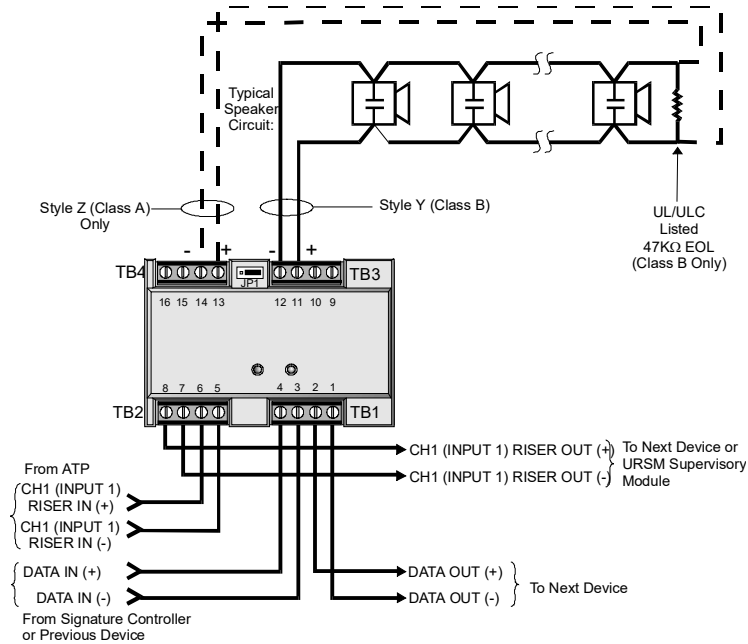 Typical
Speaker
Circuit:
Style Z (Class A)
Only
Style Y (Class B)
UL/ULC
Listed
47KΩ EOL
(Class B Only)
- + - +
TB4 JP1 TB3
16 15 14 13 12 11 10 9
8 7 6 5 4 3 2 1
TB2 TB1
CH1 (INPUT 1) RISER OUT (+)
CH1 (INPUT 1) RISER OUT (-)
To Next Device or
URSM Supervisory
Module
From ATP
CH1 (INPUT 1)
RISER IN (+)
CH1 (INPUT 1)
RISER IN (-)
DATA IN (+)
DATA IN (-)
From Signature Controller
or Previous Device
DATA OUT (+)
DATA OUT (-)
To Next Device